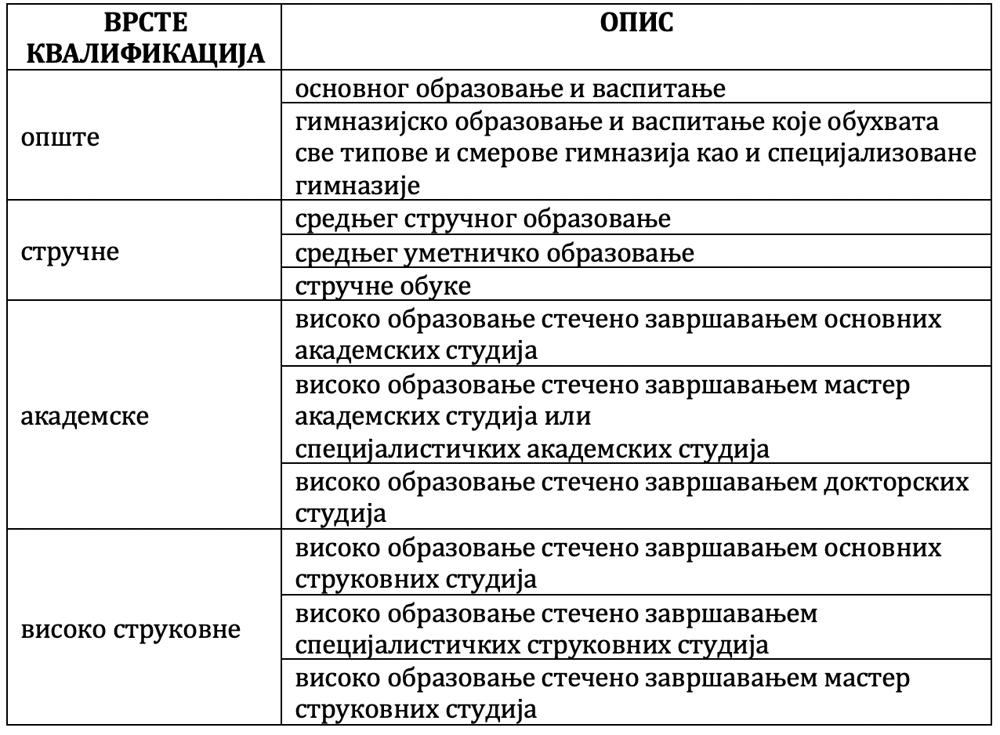 ВРСТЕ
КВАЛИФИКАЦИЈА
ОПИС
опште
основног образовање и васпитање
гимназијско образовање и васпитање које обухвата
све типове и смерове гимназија као и специјализоване
гимназије
стручне
средњег стручног образовање
средњег уметничко образовање
стручне обуке
академске
високо образовање стечено завршавањем основних
академских студија
високо образовање стечено завршавањем мастер
академских студија или
специјалистичких академских студија
високо образовање стечено завршавањем докторских
студија
високо струковне
високо образовање стечено завршавањем основних
струковних студија
високо образовање стечено завршавањем
специјалистичких струковних студија
високо образовање стечено завршавањем мастер
струковних студија